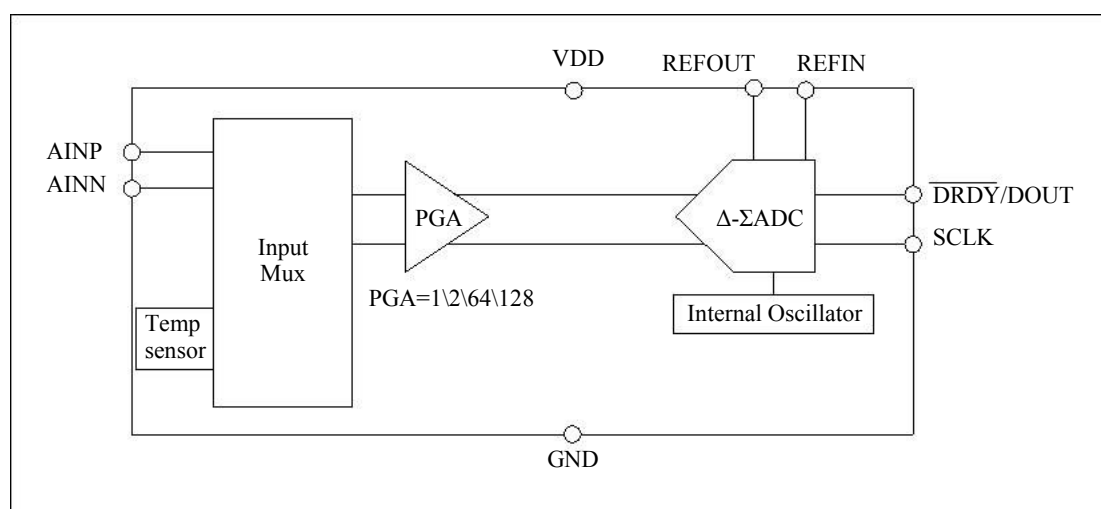 VDD
REFOUT
REFIN
AINP
AINN
Input
Mux
Temp
sensor
PGA
PGA=1\2\64\128
Δ-ΣADC
Internal Oscillator
DRDY/DOUT
SCLK
GND